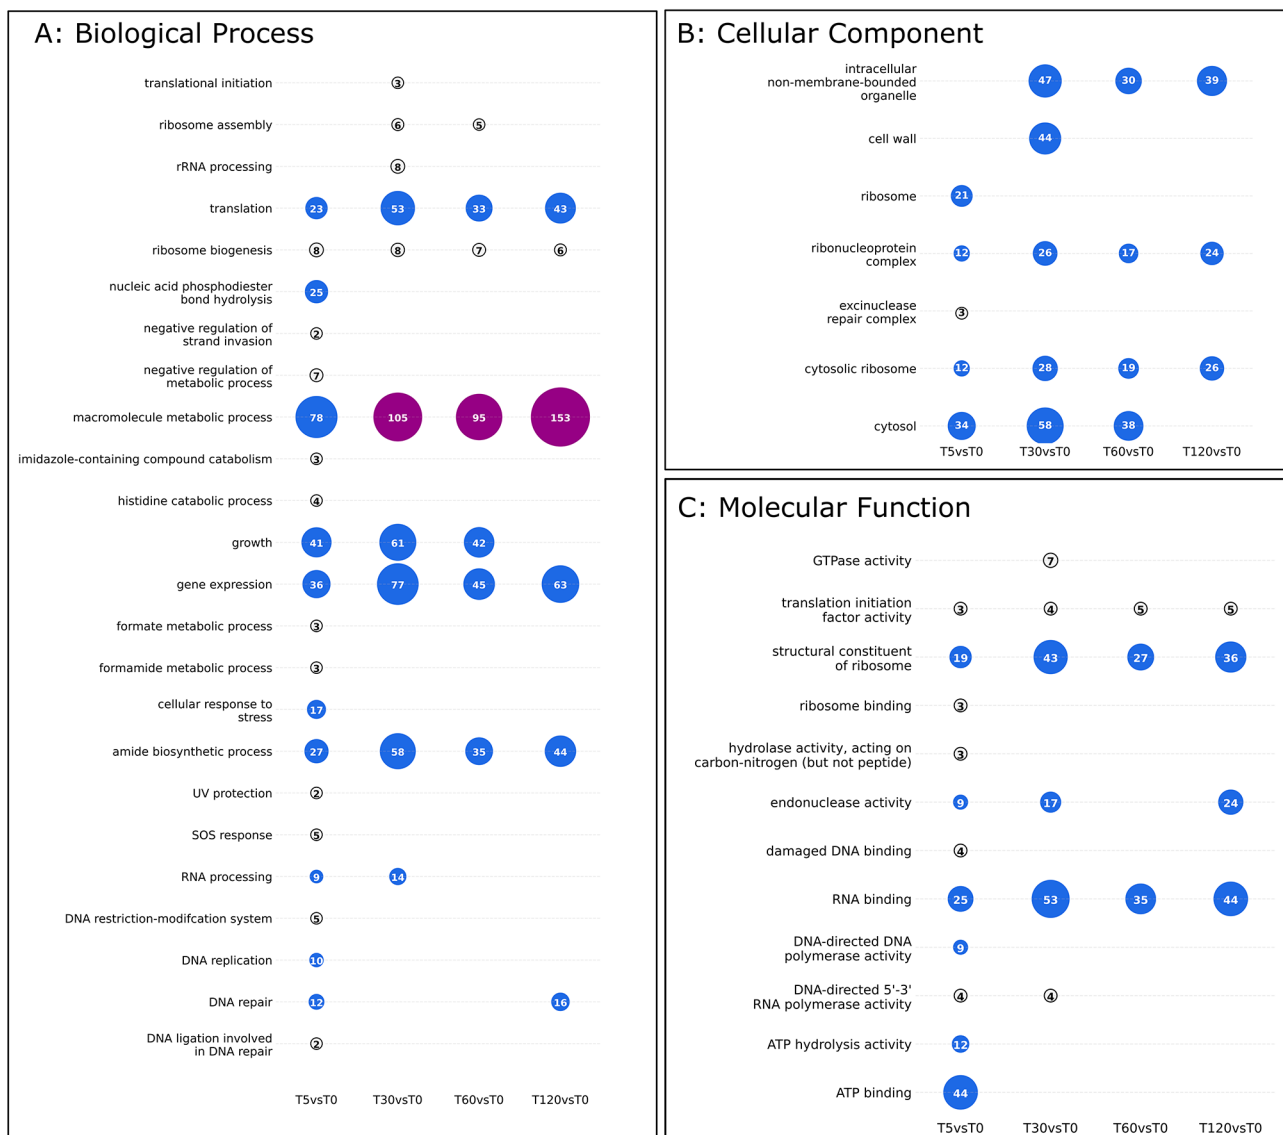 A: Biological Process
translational initiation
3
ribosome assembly
6 5
rRNA processing
8
translation
23 53 33 43
ribosome biogenesis
8 8 7 6
nucleic acid phosphodiester
bond hydrolysis
25
negative regulation of
strand invasion
2
negative regulation of
metabolic process
7
macromolecule metabolic process
78 105 95 153
imidazole-containing compound catabolism
3
histidine catabolic process
4
growth
41 61 42
gene expression
36 77 45 63
formate metabolic process
3
formamide metabolic process
3
cellular response to
stress
17
amide biosynthetic process
27 58 35 44
UV protection
2
SOS response
5
RNA processing
9 14
DNA restriction-modifcation system
5
DNA replication
10
DNA repair
12 16
DNA ligation involved
in DNA repair
2
T5vsT0 T30vsT0 T60vsT0 T120vsT0
B: Cellular Component
intracellular
non-membrane-bounded
organelle
47 30 39
cell wall
44
ribosome
21
ribonucleoprotein
complex
12 26 17 24
excinuclease
repair complex
3
cytosolic ribosome
12 28 19 26
cytosol
34 58 38
T5vsT0 T30vsT0 T60vsT0 T120vsT0
C: Molecular Function
GTPase activity
7
translation initiation
factor activity
3 4 5 5
structural constituent
of ribosome
19 43 27 36
ribosome binding
3
hydrolase activity, acting on
carbon-nitrogen (but not peptide)
3
endonuclease activity
9 17 24
damaged DNA binding
4
RNA binding
25 53 35 44
DNA-directed DNA
polymerase activity
9
DNA-directed 5'-3'
RNA polymerase activity
4 4
ATP hydrolysis activity
12
ATP binding
44
T5vsT0 T30vsT0 T60vsT0 T120vsT0